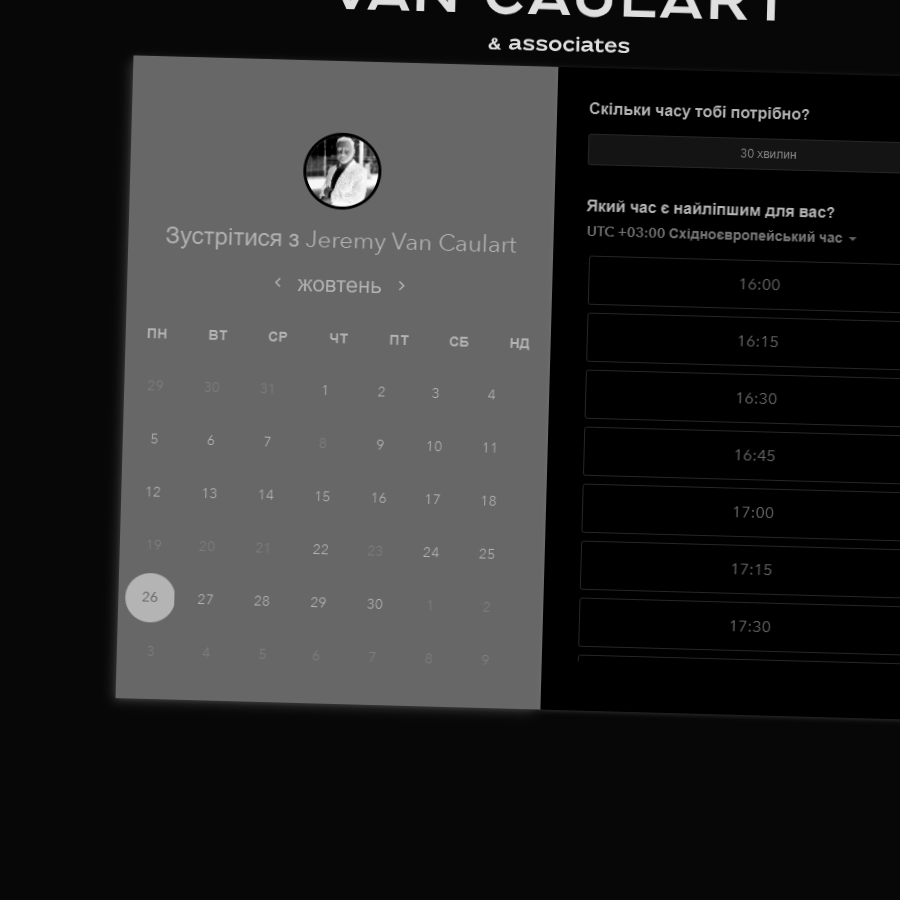 VAN CAULART
& associates
Зустрітися з Jeremy Van Caulart
жовтень
ПН ВТ СР ЧТ ПТ СБ НД
29 30 31 1 2 3 4
5 6 7 8 9 10 11
12 13 14 15 16 17 18
19 20 21 22 23 24 25
26 27 28 29 30 1 2
3 4 5 6 7 8 9
Скільки часу тобі потрібно?
30 хвилин
Який час є найліпшим для вас?
UTC +03:00 Східноєвропейський час
16:00
16:15
16:30
16:45
17:00
17:15
17:30